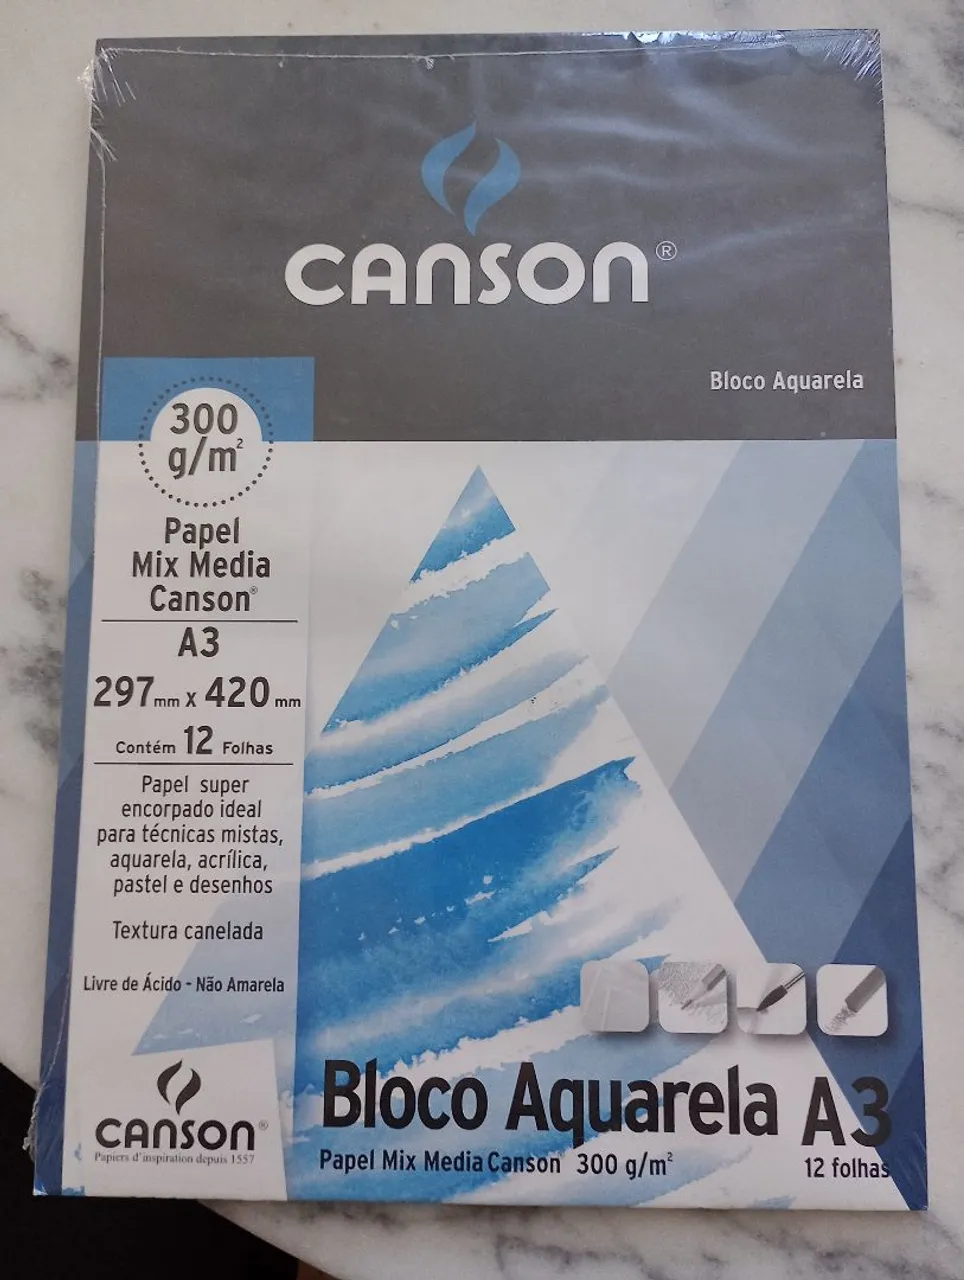 CANSON®
Bloco Aquarela
300
g/m²
Papel
Mix Media
Canson®
A3
297mm x 420mm
Contém 12 Folhas
Papel super
encorpado ideal
para técnicas mistas,
aquarela, acrílica,
pastel e desenhos
Textura canelada
Livre de Ácido - Não Amarela
CANSON®
Papiers d'inspiration depuis 1557
Bloco Aquarela A3
Papel Mix Media Canson® 300 g/m²
12 folhas